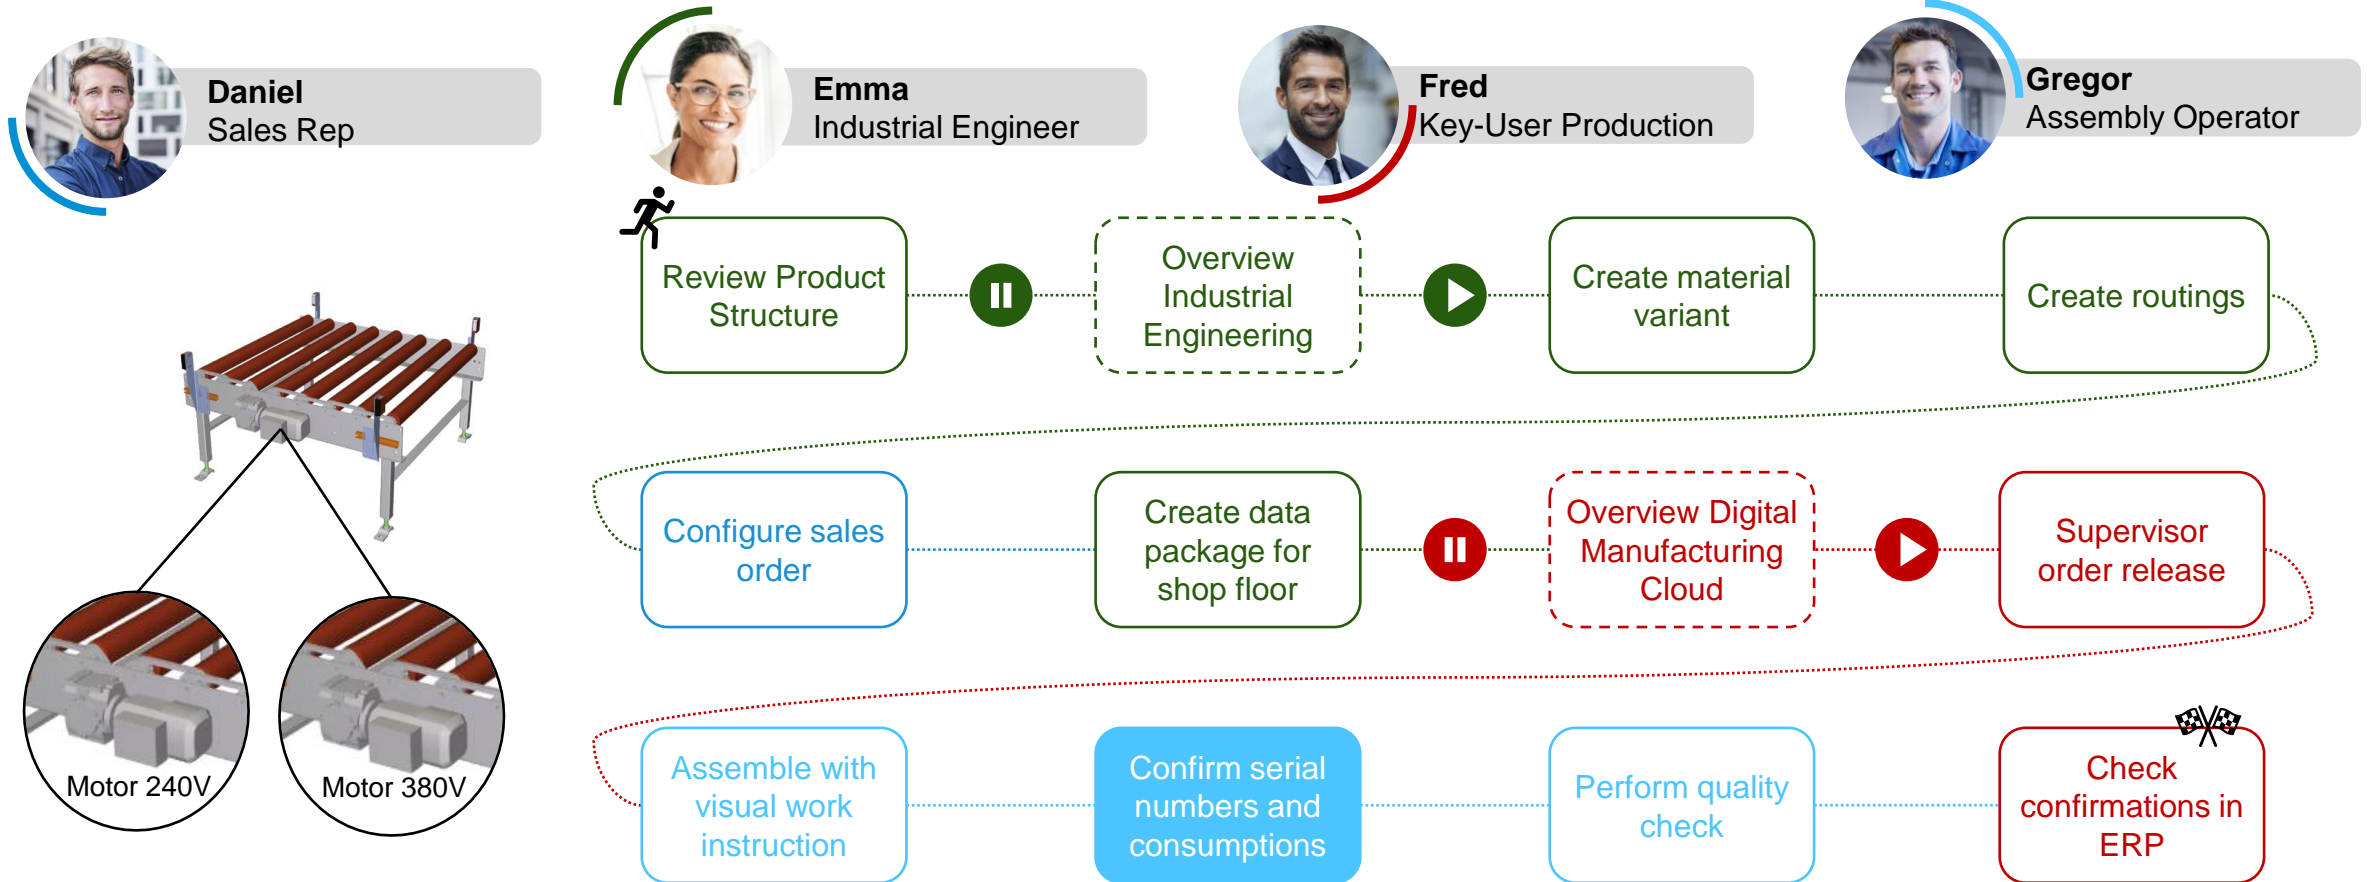 Daniel
Sales Rep
Emma
Industrial Engineer
Fred
Key-User Production
Gregor
Assembly Operator
Review Product
Structure
Overview
Industrial
Engineering
Create material
variant
Create routings
Configure sales
order
Create data
package for
shop floor
Overview Digital
Manufacturing
Cloud
Supervisor
order release
Motor 240V
Motor 380V
Assemble with
visual work
instruction
Confirm serial
numbers and
consumptions
Perform quality
check
Check
confirmations in
ERP